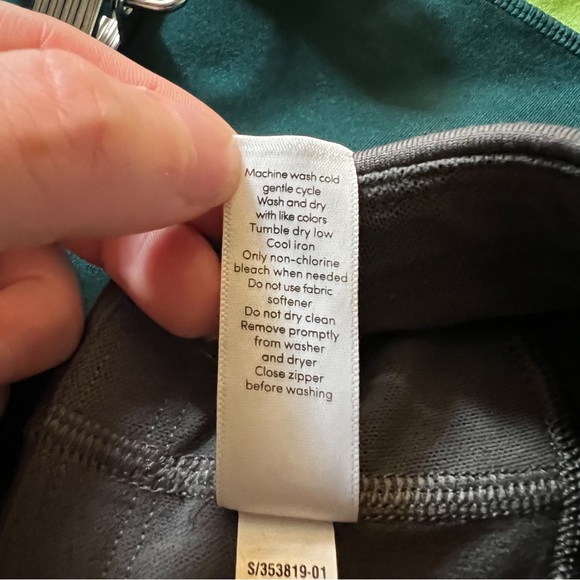 Machine wash cold
gentle cycle
Wash and dry
with like colors
Tumble dry low
Cool iron
Only non-chlorine
bleach when needed
Do not use fabric
softener
Do not dry clean
Remove promptly
from washer
and dryer
Close zipper
before washing
S/353819-01